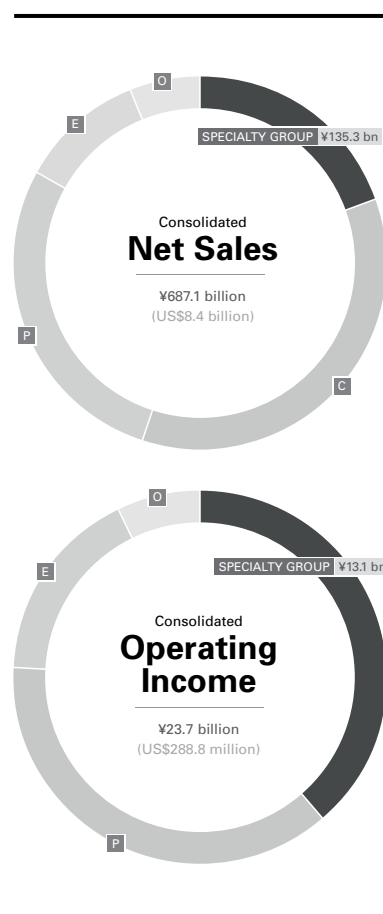 O
E
SPECIALTY GROUP ¥135.3 bn
Consolidated
Net Sales
¥687.1 billion
(US$8.4 billion)
P
C
O
E
SPECIALTY GROUP ¥13.1 bn
Consolidated
Operating
Income
¥23.7 billion
(US$288.8 million)
P